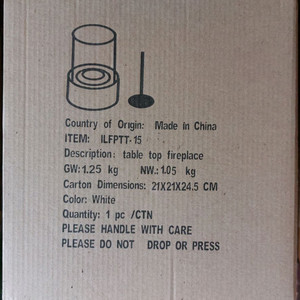 Country of Origin: Made In China
ITEM: ILFPTT-15
Description: table top fireplace
GW: 1.25 kg NW.: 1.05 kg
Carton Dimensions: 21X21X24.5 CM
Color: White
Quantity: 1 pc /CTN
PLEASE HANDLE WITH CARE
PLEASE DO NOT DROP OR PRESS